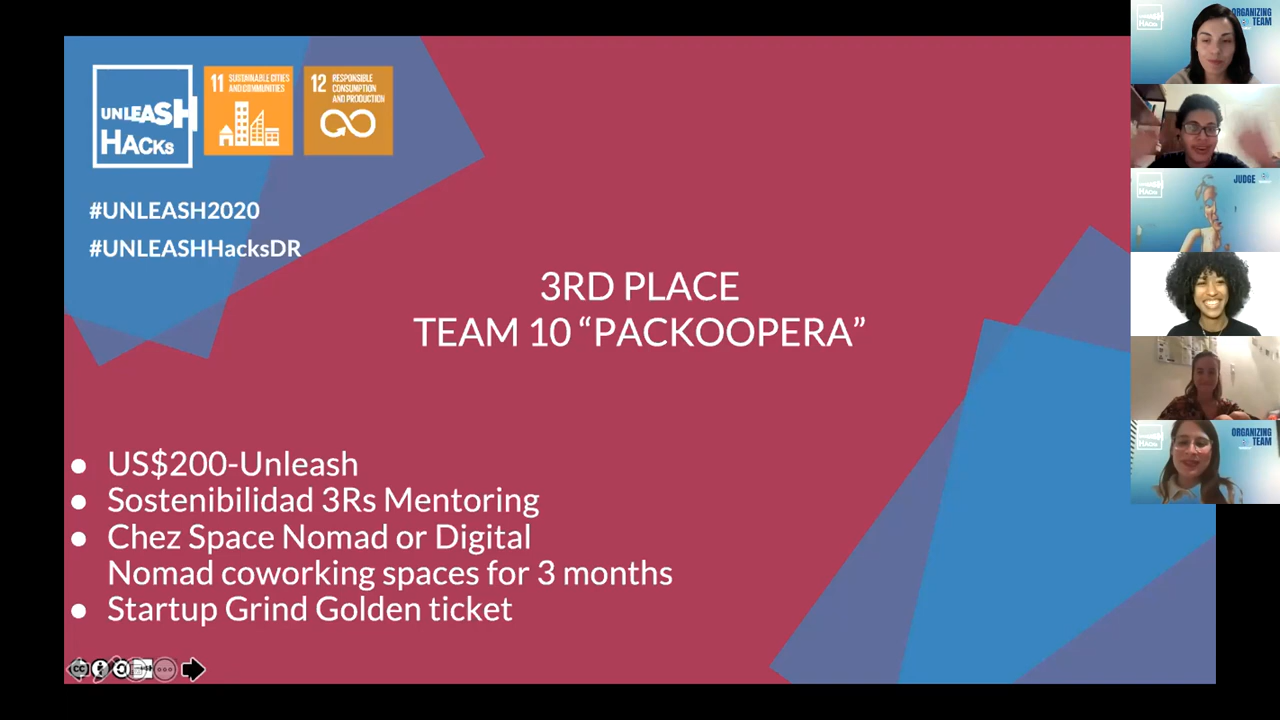 UNLEASH
HACKS
11 SUSTAINABLE CITIES
AND COMMUNITIES
12 RESPONSIBLE
CONSUMPTION
AND PRODUCTION
#UNLEASH2020
#UNLEASHHacksDR
3RD PLACE
TEAM 10 “PACKOOPERA”
● US$200-Unleash
● Sostenibilidad 3Rs Mentoring
● Chez Space Nomad or Digital
Nomad coworking spaces for 3 months
● Startup Grind Golden ticket
ORGANIZING
TEAM
JUDGE
ORGANIZING
TEAM